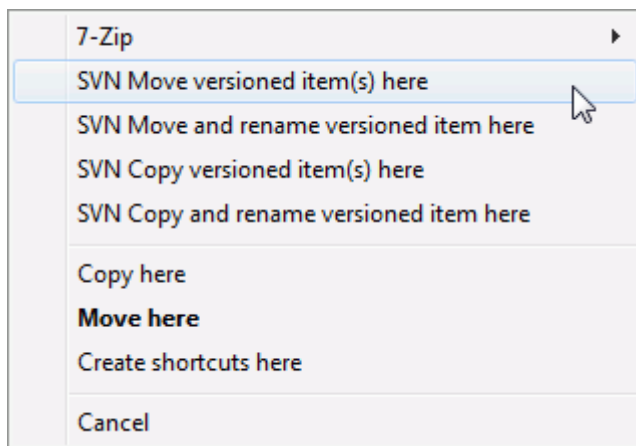 7-Zip
SVN Move versioned item(s) here
SVN Move and rename versioned item here
SVN Copy versioned item(s) here
SVN Copy and rename versioned item here
Copy here
Move here
Create shortcuts here
Cancel